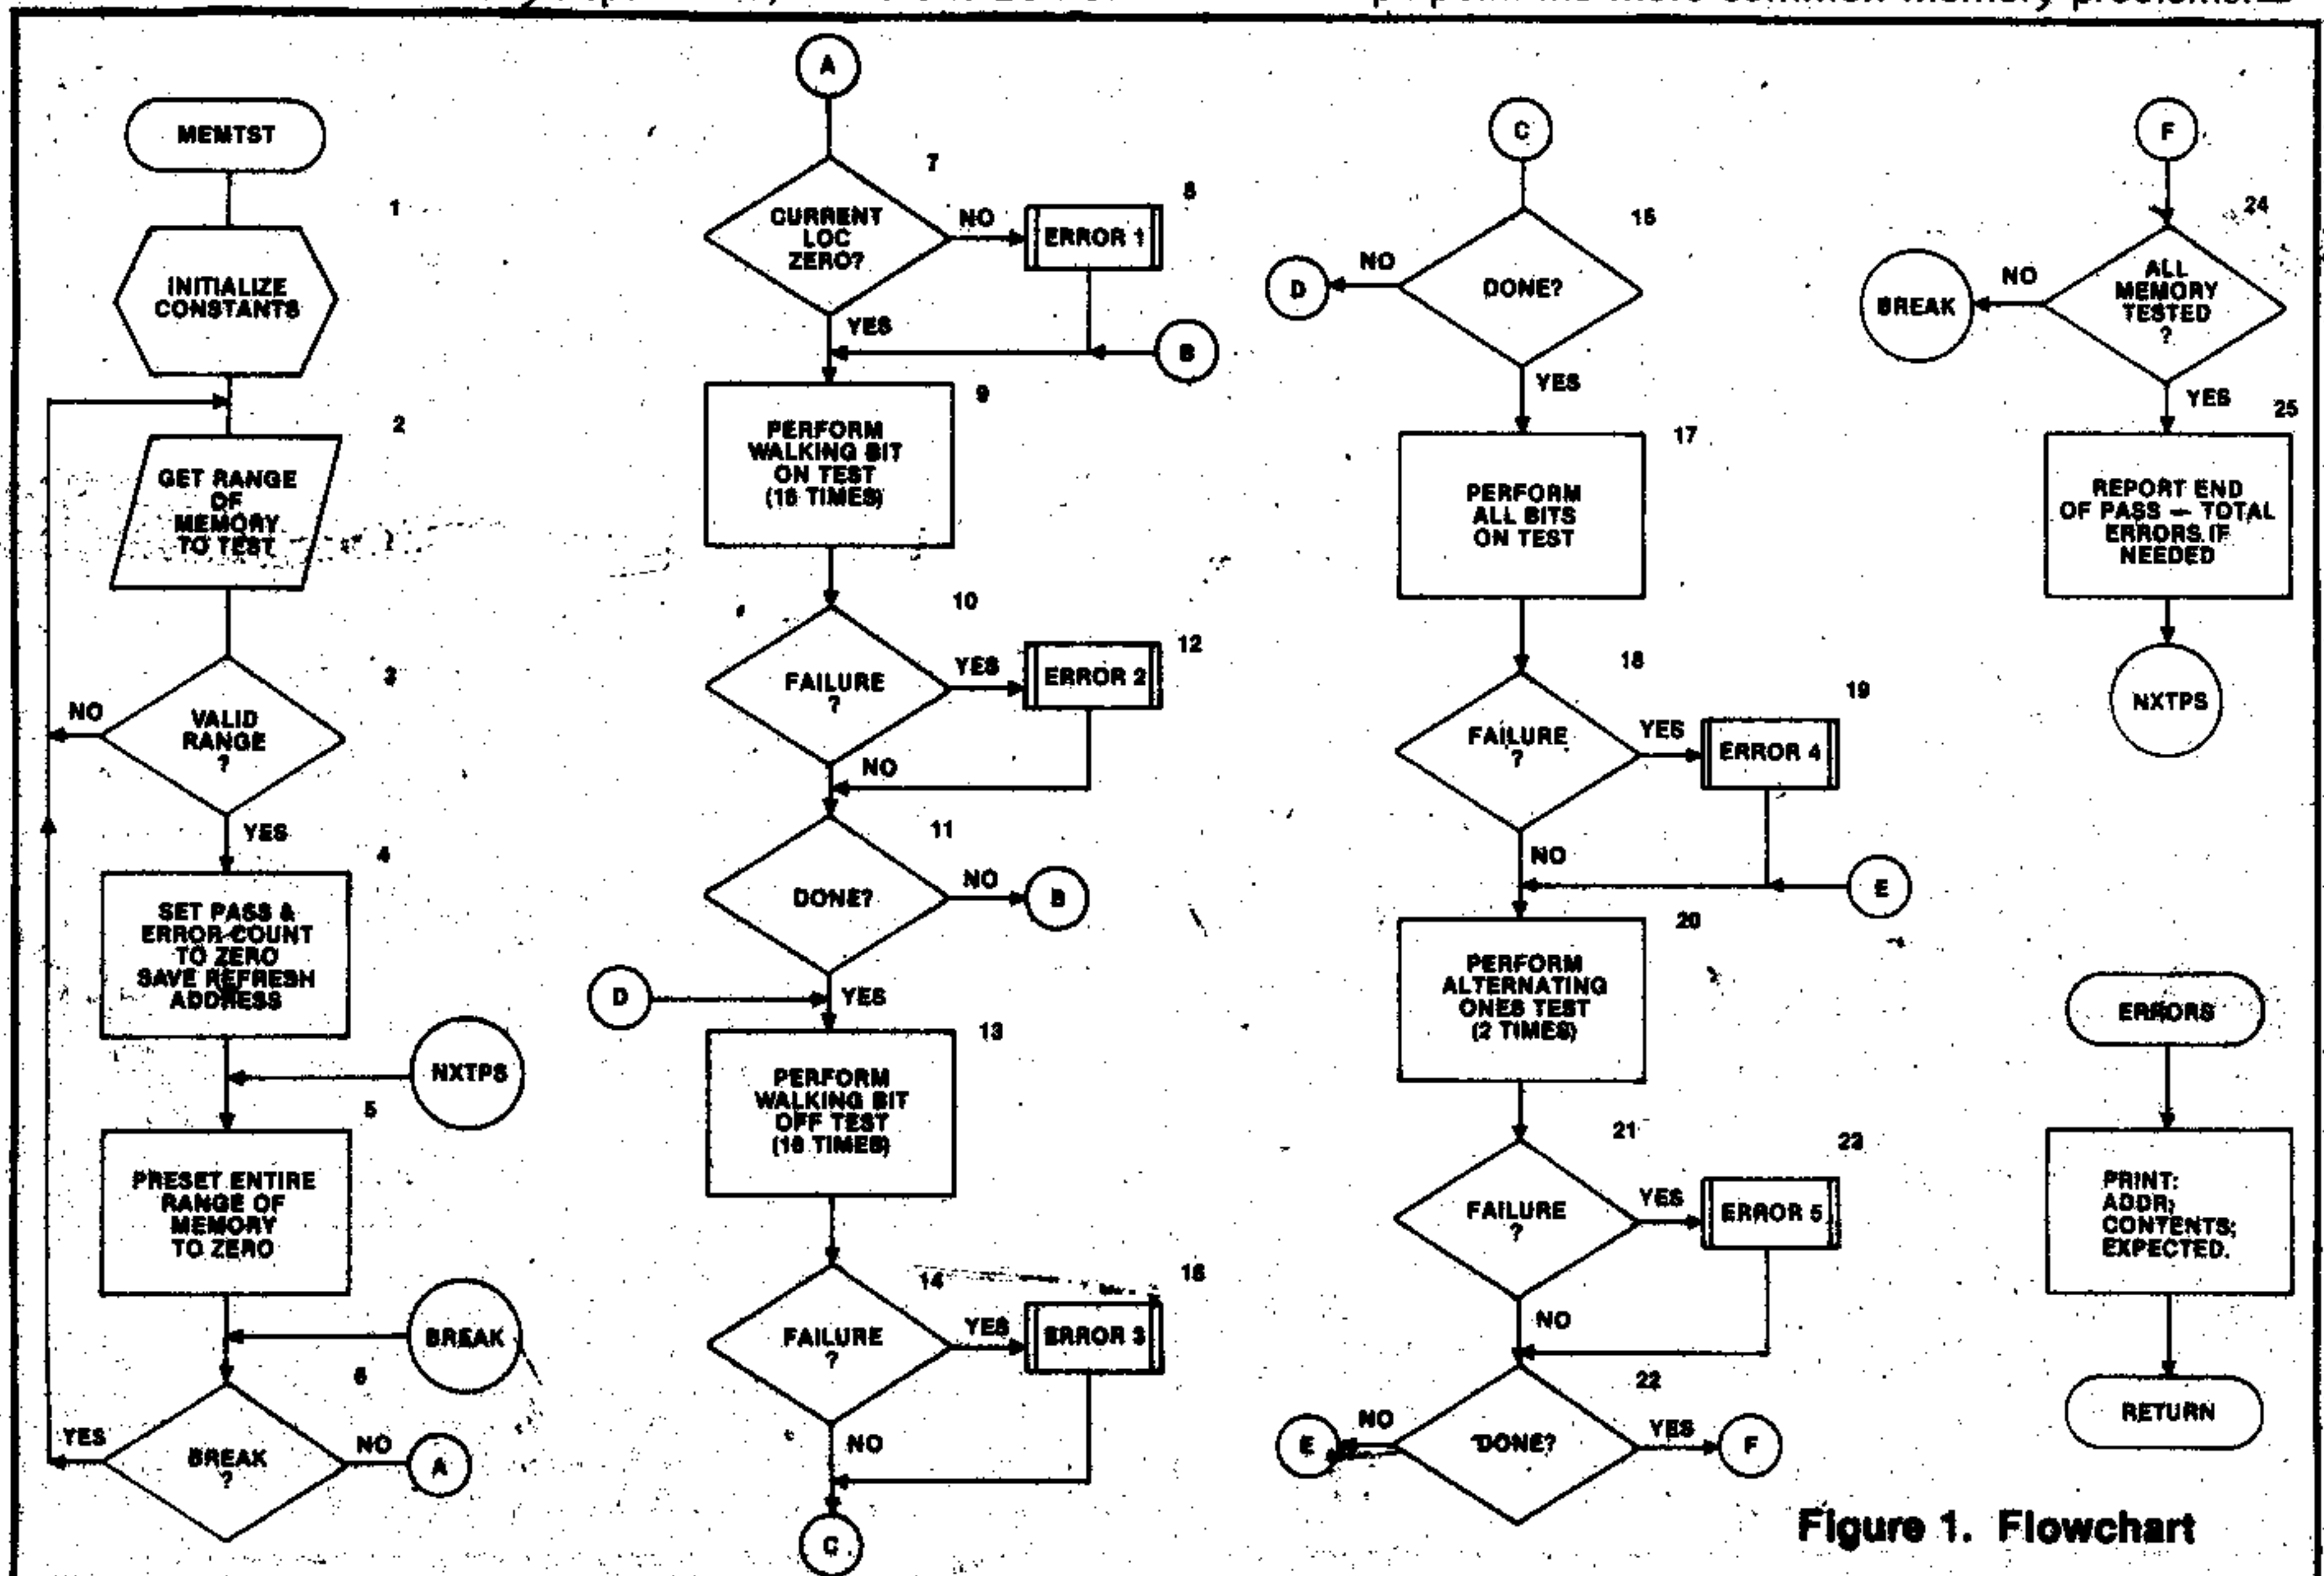 the more common memory problems.
MEMTST
1
INITIALIZE
CONSTANTS
2
GET RANGE
OF
MEMORY
TO TEST
3
VALID
RANGE
?
NO
YES
4
SET PASS &
ERROR COUNT
TO ZERO
SAVE REFRESH
ADDRESS
NXTPS
5
PRESET ENTIRE
RANGE OF
MEMORY
TO ZERO
BREAK
6
BREAK
?
YES
NO
A
A
7
CURRENT
LOC
ZERO?
NO
8
ERROR 1
YES
B
9
PERFORM
WALKING BIT
ON TEST
(16 TIMES)
10
FAILURE
?
YES
12
ERROR 2
NO
11
DONE?
NO
B
D
YES
13
PERFORM
WALKING BIT
OFF TEST
(16 TIMES)
14
FAILURE
?
YES
ERROR 3
NO
C
C
DONE?
NO
D
YES
17
PERFORM
ALL BITS
ON TEST
18
FAILURE
?
YES
19
ERROR 4
NO
E
20
PERFORM
ALTERNATING
ONES TEST
(2 TIMES)
21
FAILURE
?
YES
23
ERROR 5
NO
22
DONE?
NO
E
YES
F
F
24
ALL
MEMORY
TESTED
?
NO
BREAK
YES
25
REPORT END
OF PASS — TOTAL
ERRORS IF
NEEDED
NXTPS
ERRORS
PRINT:
ADDR;
CONTENTS;
EXPECTED.
RETURN
Figure 1. Flowchart